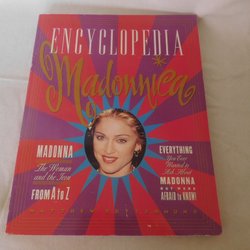 ENCYCLOPEDIA
Madonnica
MADONNA
The Woman
and the Icon
FROM A to Z
EVERYTHING
You Ever
Wanted to
Ask About
MADONNA
BUT WERE
AFRAID to KNOW!
MATTHEW